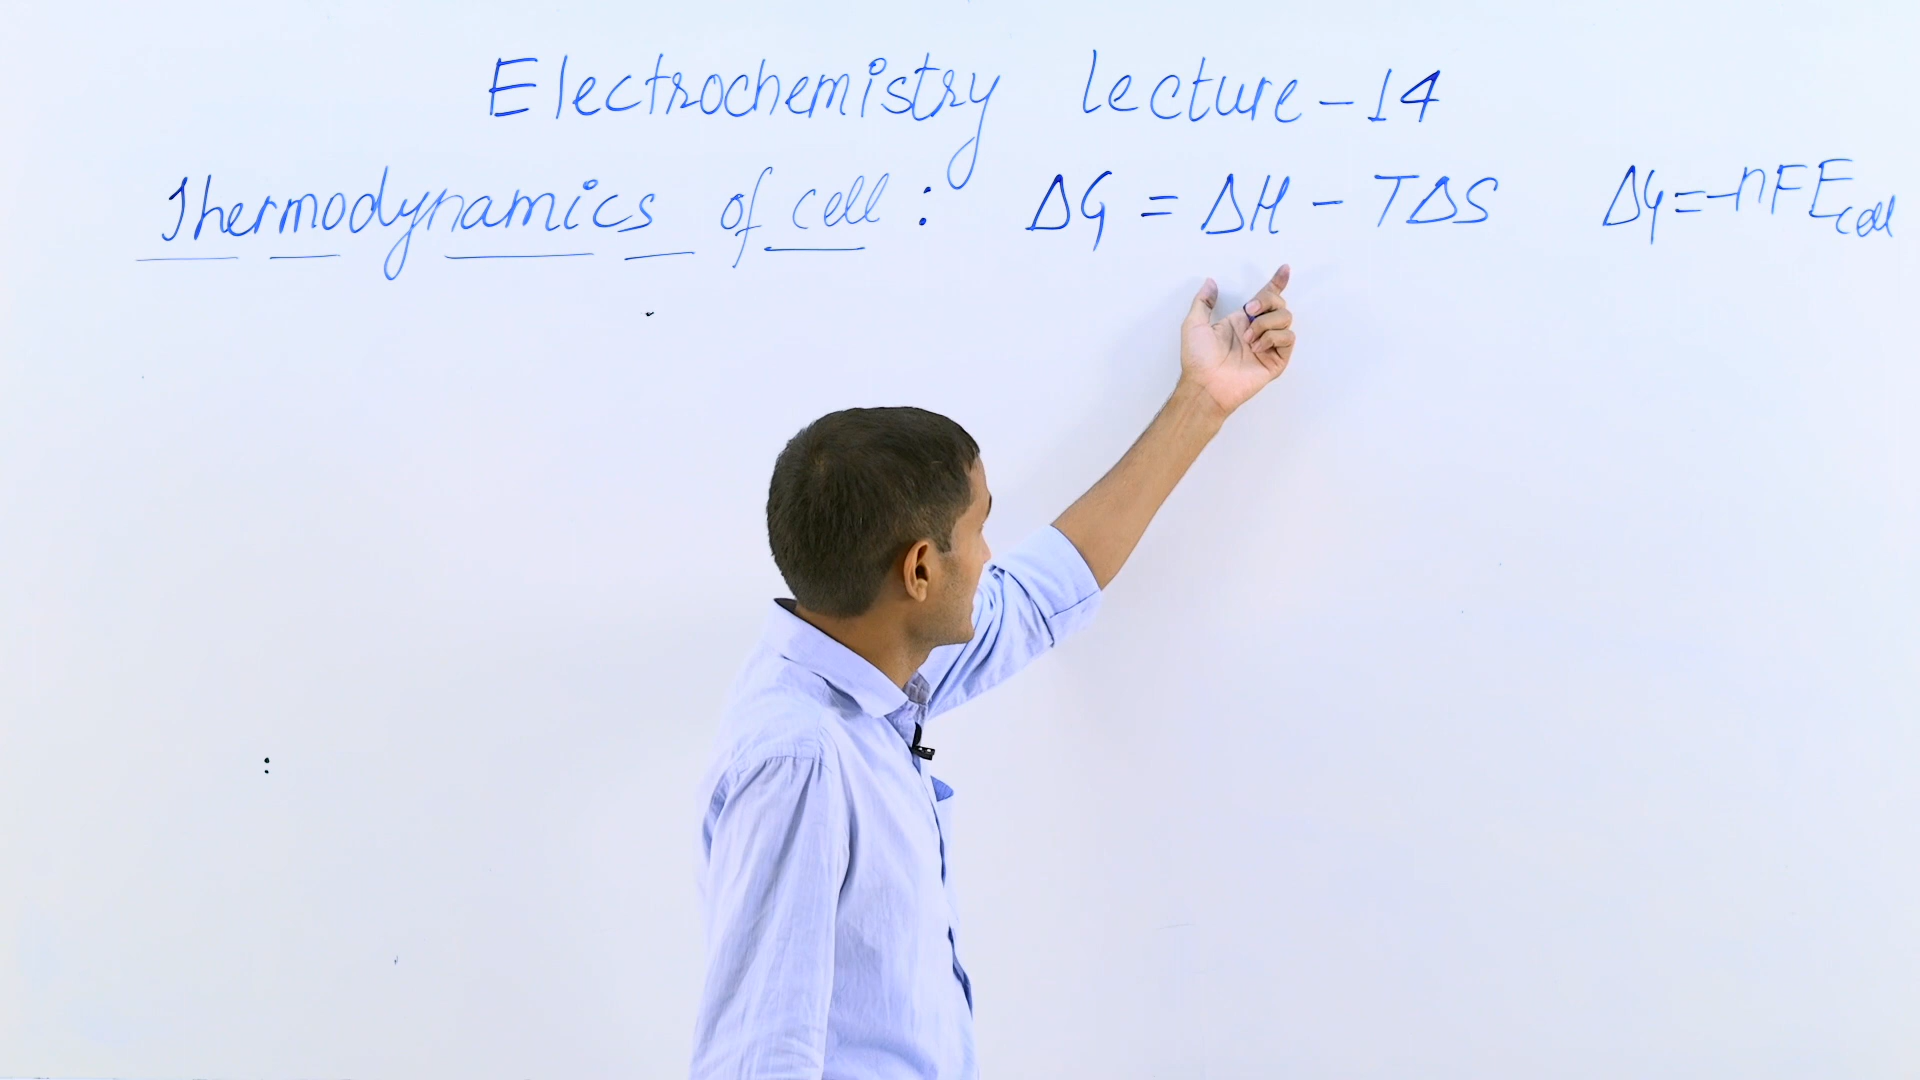 Electrochemistry Lecture-14
Thermodynamics of cell : ΔG = ΔH - TΔS ΔG=-nFEcell